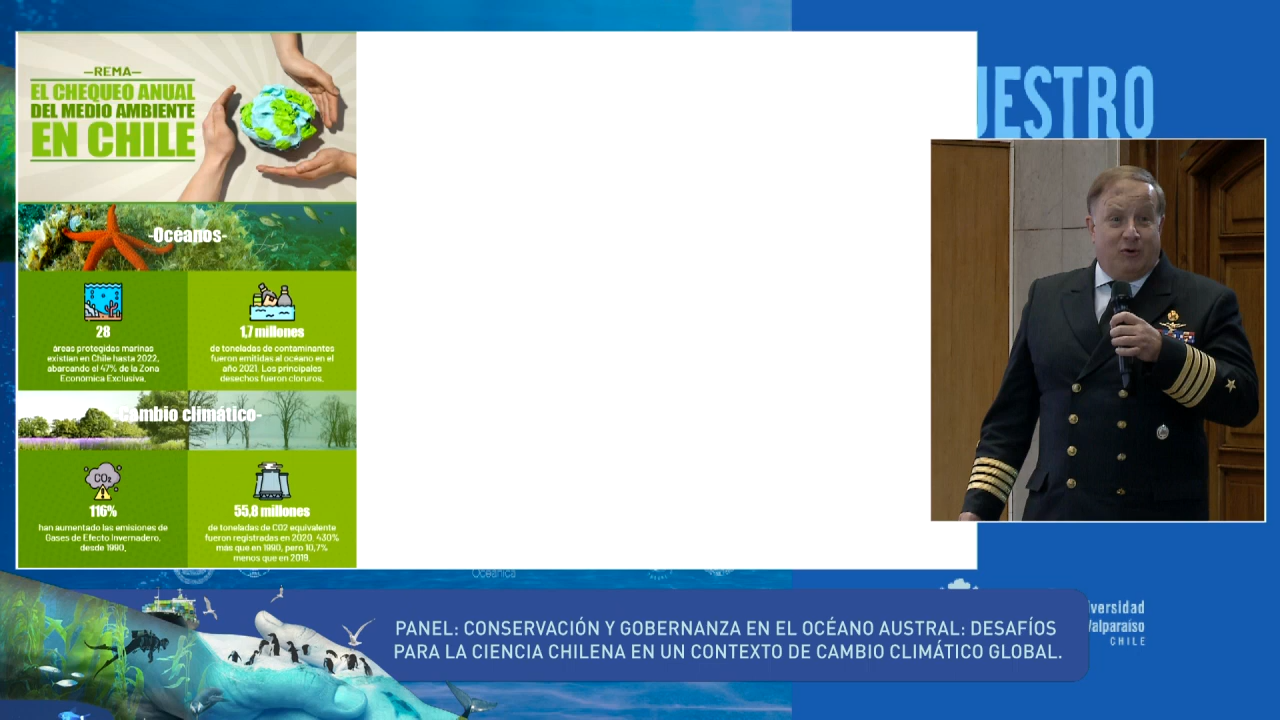 —REMA—
EL CHEQUEO ANUAL
DEL MEDIO AMBIENTE
EN CHILE
-Océanos-
28
áreas protegidas marinas
existían en Chile hasta 2022,
abarcando el 47% de la Zona
Económica Exclusiva.
1,7 millones
de toneladas de contaminantes
fueron emitidas al océano en el
año 2021. Los principales
desechos fueron cloruros.
-Cambio climático-
CO₂
116%
han aumentado las emisiones de
Gases de Efecto Invernadero,
desde 1990.
55,8 millones
de toneladas de CO2 equivalente
fueron registradas en 2020. 430%
más que en 1990, pero 10,7%
menos que en 2019.
UESTRO
Oceánica
PANEL: CONSERVACIÓN Y GOBERNANZA EN EL OCÉANO AUSTRAL: DESAFÍOS
PARA LA CIENCIA CHILENA EN UN CONTEXTO DE CAMBIO CLIMÁTICO GLOBAL.
iversidad
Valparaíso
CHILE